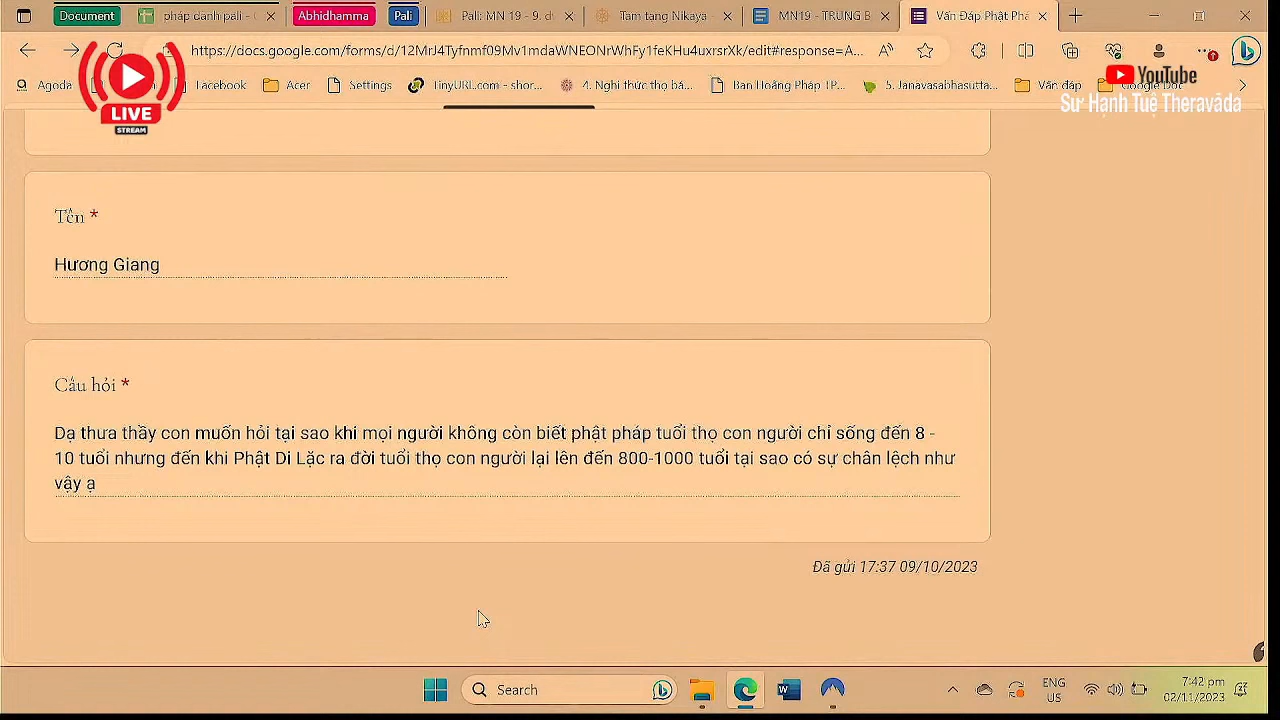 Document
pháp danh pali - G
Abhidhamma
Pali
Pali: MN 19 - 9. d
Tam tạng Nikaya
MN19 - TRUNG B
Vấn Đáp Phật Phá
https://docs.google.com/forms/d/12MrJ4Tyfnmf09Mv1mdaWNEONrWhFy1feKHu4uxrsrXk/edit#response=A...
Agoda
Facebook
Acer
Settings
TinyURL.com - shor...
4. Nghi thức thọ bá...
Ban Hoằng Pháp TP...
5. Janavasabhasutta...
Vấn đáp
Google Dot
LIVE
STREAM
YouTube
Sư Hạnh Tuệ Theravāda
Tên *
Hương Giang
Câu hỏi *
Dạ thưa thầy con muốn hỏi tại sao khi mọi người không còn biết phật pháp tuổi thọ con người chỉ sống đến 8 -
10 tuổi nhưng đến khi Phật Di Lặc ra đời tuổi thọ con người lại lên đến 800-1000 tuổi tại sao có sự chân lệch như
vậy ạ
Đã gửi 17:37 09/10/2023
Search
ENG
US
7:42 pm
02/11/2023